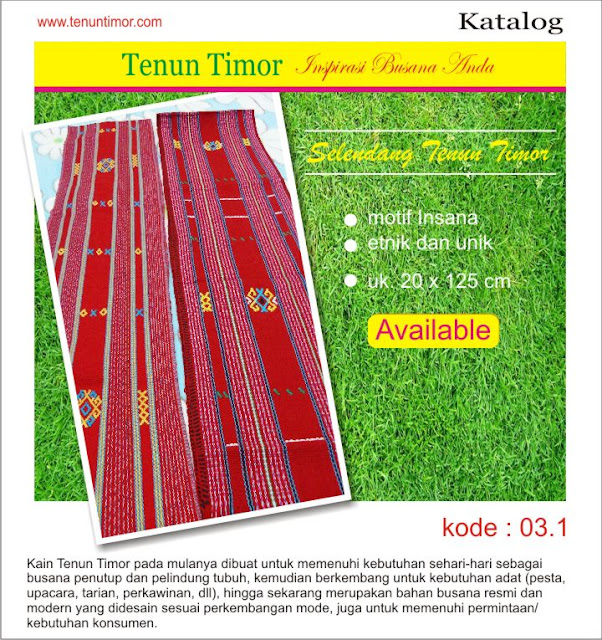 www.tenuntimor.com
Katalog
Tenun Timor Inspirasi Busana Anda
Selendang Tenun Timor
motif Insana
etnik dan unik
uk. 20 x 125 cm
Available
kode : 03.1
Kain Tenun Timor pada mulanya dibuat untuk memenuhi kebutuhan sehari-hari sebagai
busana penutup dan pelindung tubuh, kemudian berkembang untuk kebutuhan adat (pesta,
upacara, tarian, perkawinan, dll), hingga sekarang merupakan bahan busana resmi dan
modern yang didesain sesuai perkembangan mode, juga untuk memenuhi permintaan/
kebutuhan konsumen.